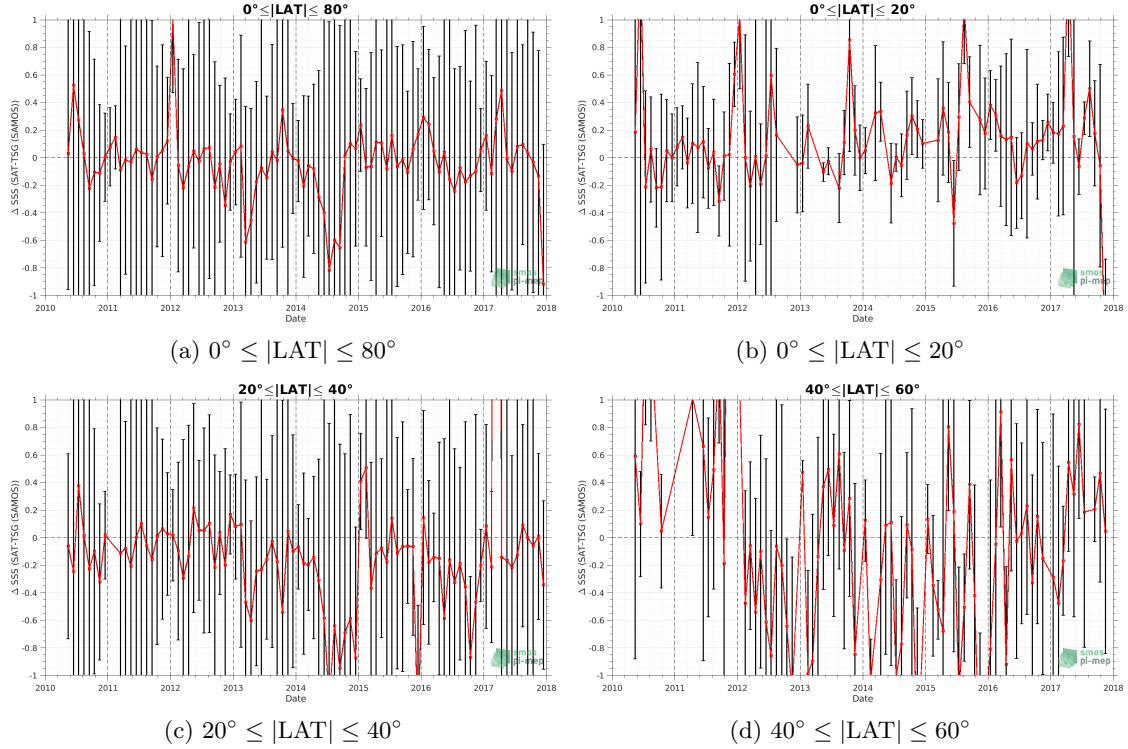 0°≤|LAT|≤ 80°
Δ SSS (SAT-TSG (SAMOS))
1
0.8
0.6
0.4
0.2
0
-0.2
-0.4
-0.6
-0.8
-1
2010 2011 2012 2013 2014 2015 2016 2017 2018
Date
smos
pi-mep
(a) 0° ≤ |LAT| ≤ 80°
0°≤|LAT|≤ 20°
Δ SSS (SAT-TSG (SAMOS))
1
0.8
0.6
0.4
0.2
0
-0.2
-0.4
-0.6
-0.8
-1
2010 2011 2012 2013 2014 2015 2016 2017 2018
Date
smos
pi-mep
(b) 0° ≤ |LAT| ≤ 20°
20°≤|LAT|≤ 40°
Δ SSS (SAT-TSG (SAMOS))
1
0.8
0.6
0.4
0.2
0
-0.2
-0.4
-0.6
-0.8
-1
2010 2011 2012 2013 2014 2015 2016 2017 2018
Date
smos
pi-mep
(c) 20° ≤ |LAT| ≤ 40°
40°≤|LAT|≤ 60°
Δ SSS (SAT-TSG (SAMOS))
1
0.8
0.6
0.4
0.2
0
-0.2
-0.4
-0.6
-0.8
-1
2010 2011 2012 2013 2014 2015 2016 2017 2018
Date
smos
pi-mep
(d) 40° ≤ |LAT| ≤ 60°